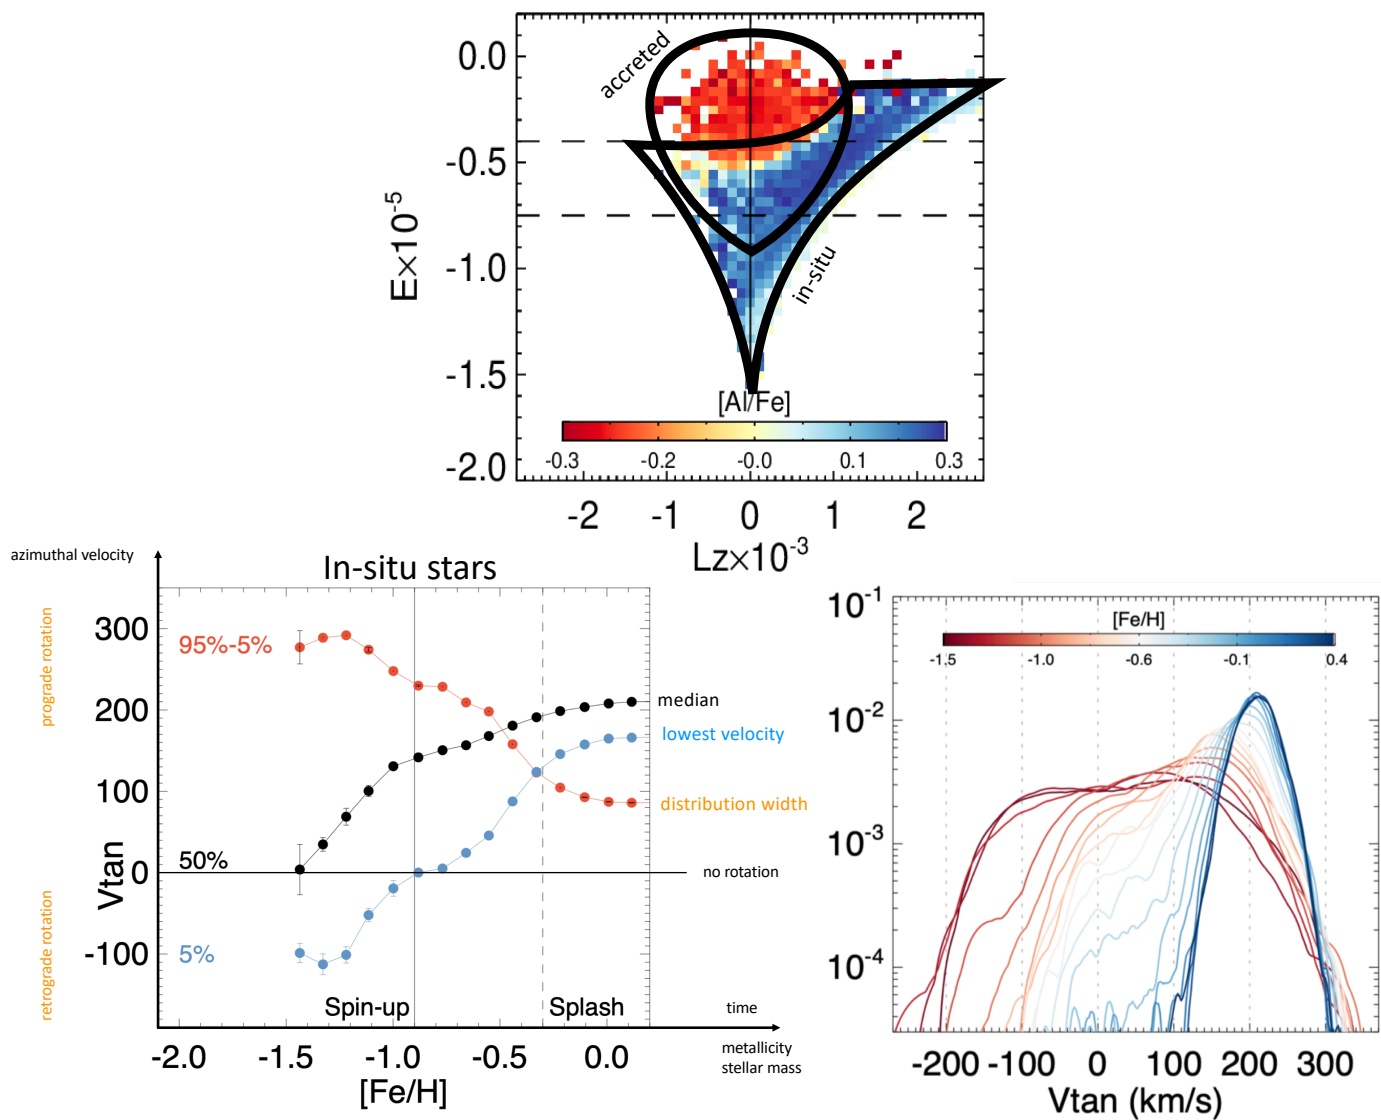 0.0
-0.5
-1.0
-1.5
-2.0
E×10-5
accreted
in-situ
[Al/Fe]
-0.3 -0.2 -0.0 0.1 0.3
-2 -1 0 1 2
Lz×10-3
azimuthal velocity
In-situ stars
prograde rotation
retrograde rotation
300
200
100
0
-100
Vtan
95%-5%
50%
5%
median
lowest velocity
distribution width
no rotation
Spin-up
Splash
time
metallicity
stellar mass
-2.0 -1.5 -1.0 -0.5 0.0
[Fe/H]
10-1
10-2
10-3
10-4
[Fe/H]
-1.5 -1.0 -0.6 -0.1 0.4
-200 -100 0 100 200 300
Vtan (km/s)